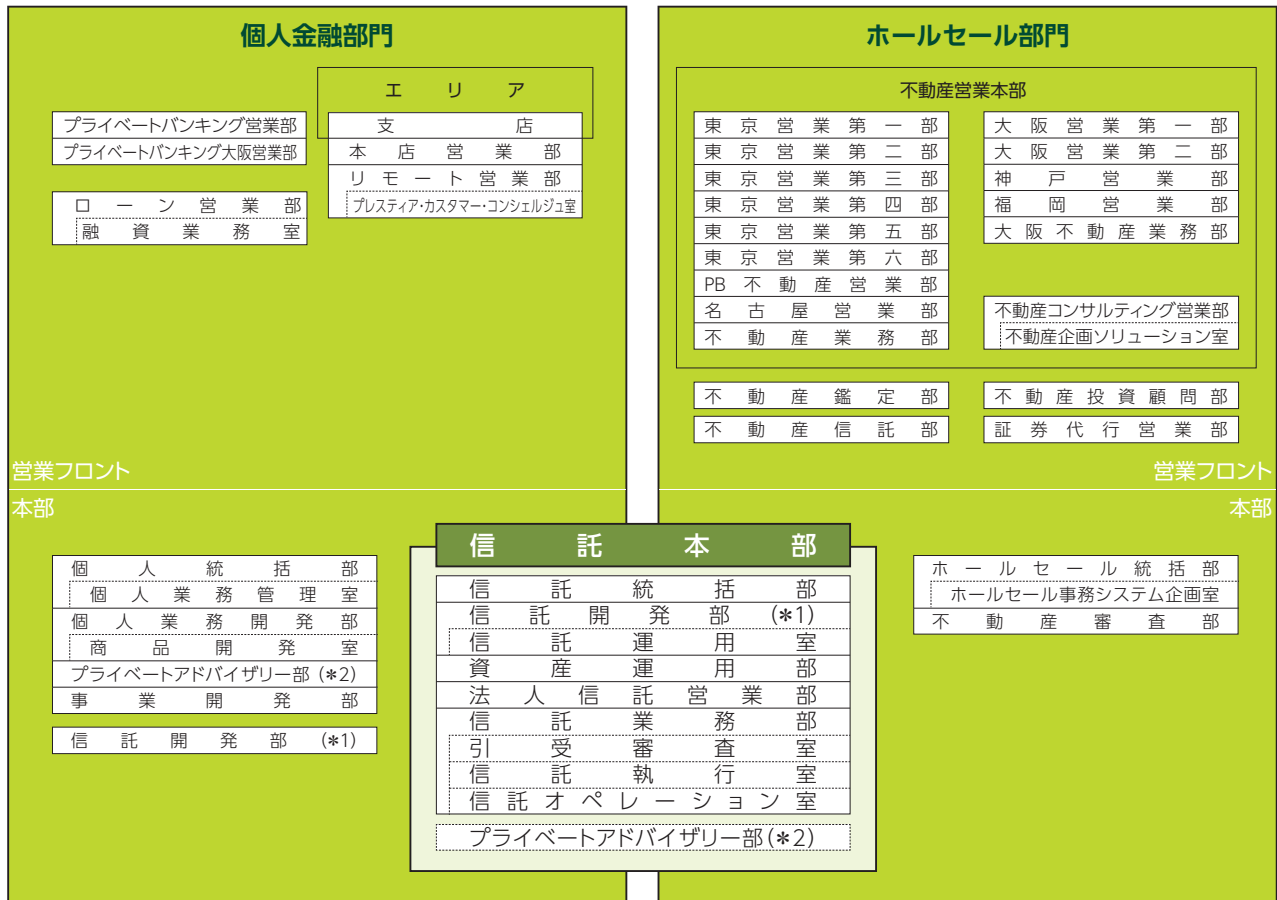 個人金融部門
エリア
支店
本店営業部
リモート営業部
プレスティア・カスタマー・コンシェルジュ室
プライベートバンキング営業部
プライベートバンキング大阪営業部
ローン営業部
融資業務室
営業フロント
本部
個人統括部
個人業務管理室
個人業務開発部
商品開発室
プライベートアドバイザリー部(*2)
事業開発部
信託開発部(*1)
信託本部
信託統括部
信託開発部(*1)
信託運用室
資産運用部
法人信託営業部
信託業務部
引受審査室
信託執行室
信託オペレーション室
プライベートアドバイザリー部(*2)
ホールセール部門
不動産営業本部
東京営業第一部
東京営業第二部
東京営業第三部
東京営業第四部
東京営業第五部
東京営業第六部
PB不動産営業部
名古屋営業部
不動産業務部
大阪営業第一部
大阪営業第二部
神戸営業部
福岡営業部
大阪不動産業務部
不動産コンサルティング営業部
不動産企画ソリューション室
不動産鑑定部
不動産信託部
不動産投資顧問部
証券代行営業部
営業フロント
本部
ホールセール統括部
ホールセール事務システム企画室
不動産審査部